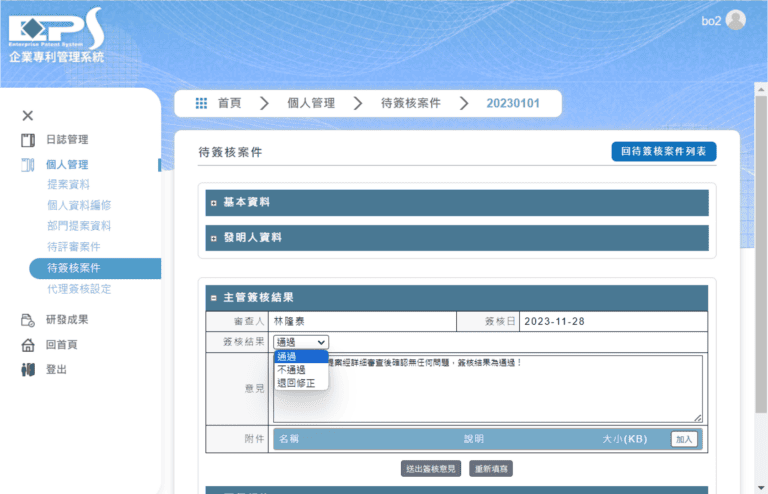 EPS
Enterprise Patent System
企業專利管理系統
bo2
首頁 個人管理 待簽核案件 20230101
日誌管理
個人管理
提案資料
個人資料編修
部門提案資料
待評審案件
待簽核案件
代理簽核設定
研發成果
回首頁
登出
待簽核案件 回待簽核案件列表
基本資料
發明人資料
主管簽核結果
審查人 林隆泰 簽核日 2023-11-28
簽核結果 通過
通過
不通過
退回修正
意見 提案經詳細審查後確認無任何問題，簽核結果為通過！
附件 名稱 說明 大小(KB) 加入
送出簽核意見 重新填寫